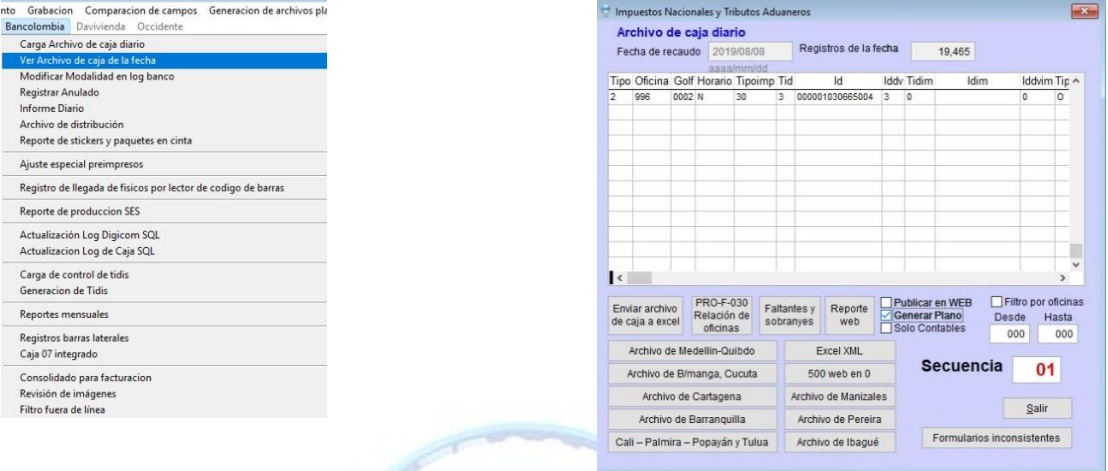 nto Grabacion Comparacion de campos Generacion de archivos pla
Bancolombia Davivienda Occidente
Carga Archivo de caja diario
Ver Archivo de caja de la fecha
Modificar Modalidad en log banco
Registrar Anulado
Informe Diario
Archivo de distribución
Reporte de stickers y paquetes en cinta
Ajuste especial preimpresos
Registro de llegada de fisicos por lector de codigo de barras
Reporte de produccion SES
Actualización Log Digicom SQL
Actualizacion Log de Caja SQL
Carga de control de tidis
Generacion de Tidis
Reportes mensuales
Registros barras laterales
Caja 07 integrado
Consolidado para facturacion
Revisión de imágenes
Filtro fuera de línea
Impuestos Nacionales y Tributos Aduaneros
Archivo de caja diario
Fecha de recaudo 2019/08/08 Registros de la fecha 19,465
aaaa/mm/dd
Tipo Oficina Golf Horario Tipoimp Tid Id Iddv Tidim Idim Iddvim Tip
2 996 0002 N 30 3 000001030665004 3 0 0 O
Enviar archivo de caja a excel
PRO-F-030 Relación de oficinas
Faltantes y sobranyes
Reporte web
Publicar en WEB
Generar Plano
Solo Contables
Filtro por oficinas
Desde Hasta
000 000
Archivo de Medellin-Quibdo Excel XML
Archivo de B/manga, Cucuta 500 web en 0
Archivo de Cartagena Archivo de Manizales
Archivo de Barranquilla Archivo de Pereira
Cali – Palmira – Popayán y Tulua Archivo de Ibagué
Secuencia 01
Salir
Formularios inconsistentes